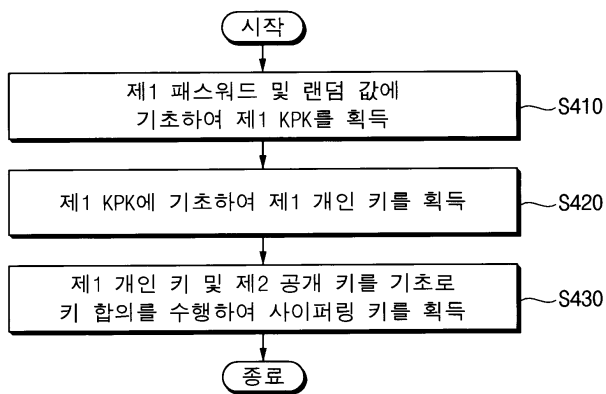 시작
제1 패스워드 및 랜덤 값에
기초하여 제1 KPK를 획득
S410
제1 KPK에 기초하여 제1 개인 키를 획득
S420
제1 개인 키 및 제2 공개 키를 기초로
키 합의를 수행하여 사이퍼링 키를 획득
S430
종료